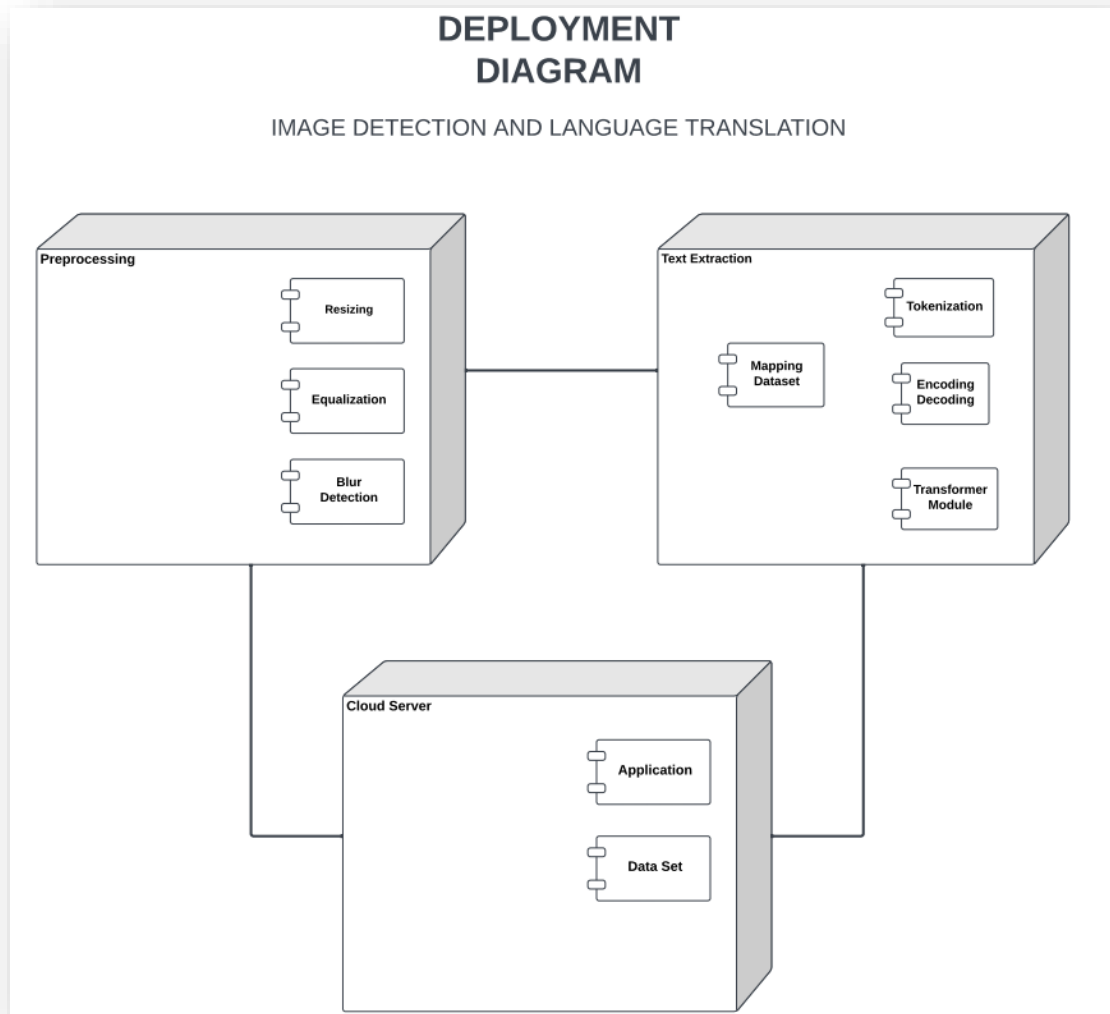 DEPLOYMENT
DIAGRAM
IMAGE DETECTION AND LANGUAGE TRANSLATION
Preprocessing
Resizing
Equalization
Blur
Detection
Text Extraction
Mapping
Dataset
Tokenization
Encoding
Decoding
Transformer
Module
Cloud Server
Application
Data Set